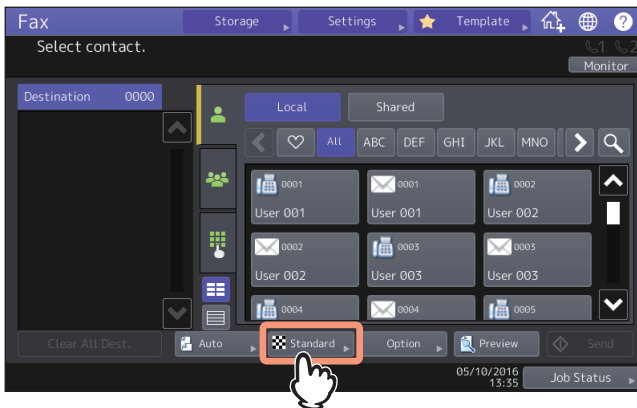 Fax
Storage
Settings
Template
?
Select contact.
1
2
Monitor
Destination 0000
Local
Shared
All
ABC
DEF
GHI
JKL
MNO
0001
User 001
0001
User 001
0002
User 002
0002
User 002
0003
User 003
0003
User 003
0004
0004
0005
Clear All Dest.
Auto
Standard
Option
Preview
Send
05/10/2016
13:35
Job Status